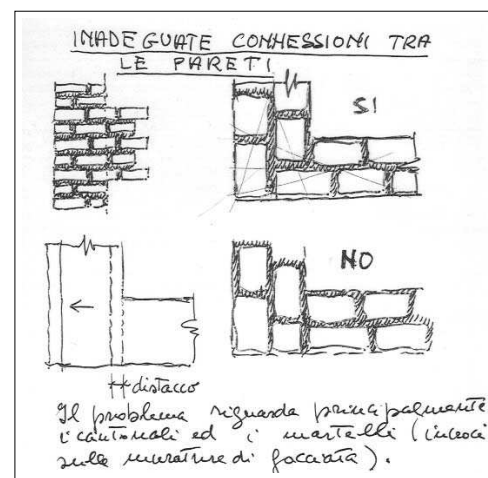 INADEGUATE CONNESSIONI TRA
LE PARETI
SI
NO
distacco
Il problema riguarda principalmente
i cantonali ed i martelli (incroci
sulle murature di facciata).